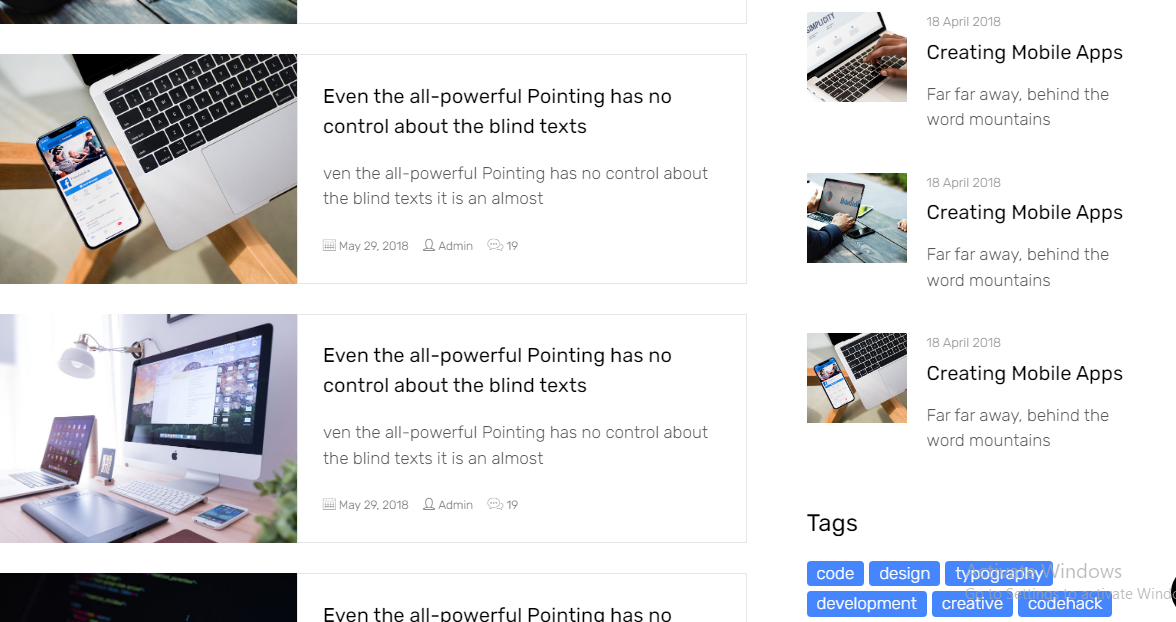 Even the all-powerful Pointing has no
control about the blind texts
ven the all-powerful Pointing has no control about
the blind texts it is an almost
May 29, 2018 Admin 19
Even the all-powerful Pointing has no
control about the blind texts
ven the all-powerful Pointing has no control about
the blind texts it is an almost
May 29, 2018 Admin 19
Even the all-powerful Pointing has no
SIMPLICITY
18 April 2018
Creating Mobile Apps
Far far away, behind the
word mountains
18 April 2018
Creating Mobile Apps
Far far away, behind the
word mountains
18 April 2018
Creating Mobile Apps
Far far away, behind the
word mountains
Tags
code design typography
development creative codehack
Activate Windows
Go to Settings to activate Wind